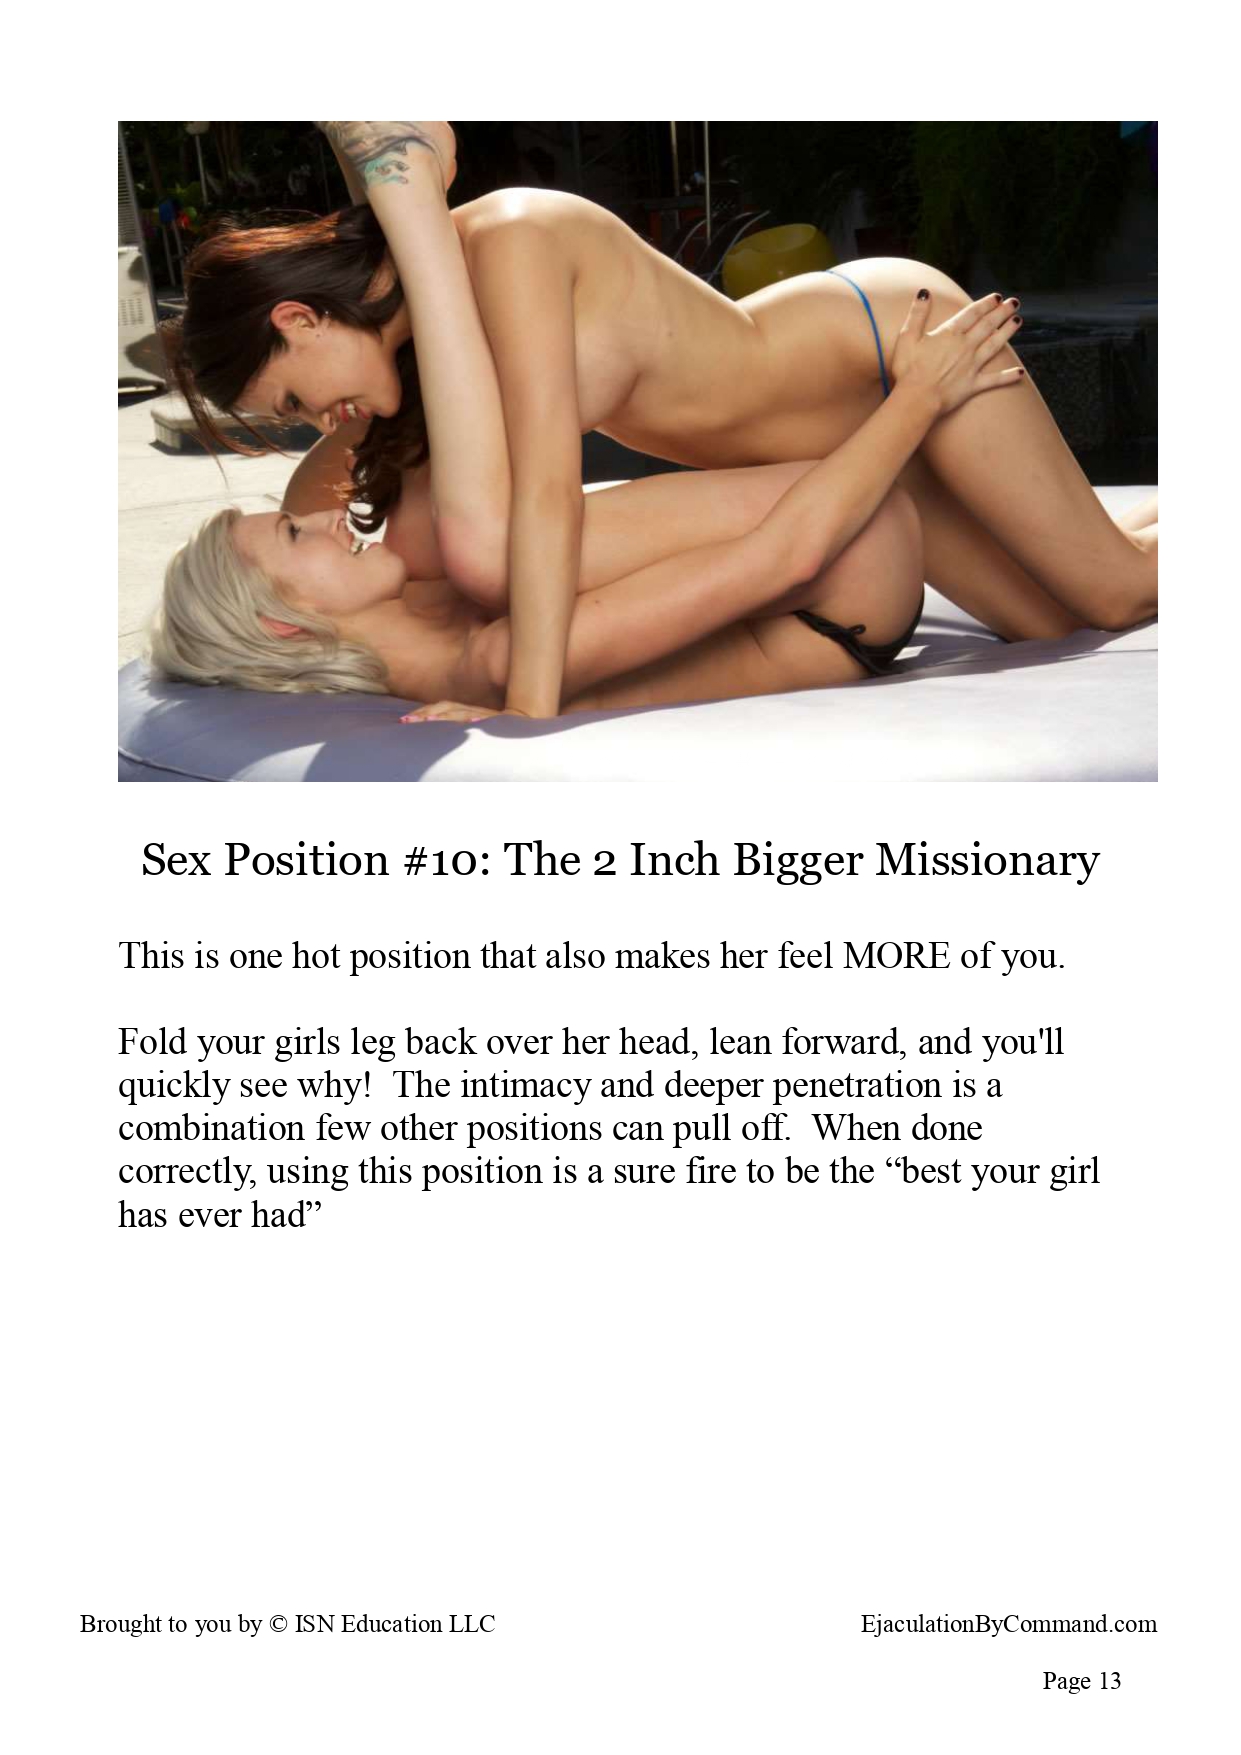 Sex Position #10: The 2 Inch Bigger Missionary
This is one hot position that also makes her feel MORE of you.
Fold your girls leg back over her head, lean forward, and you'll
quickly see why!  The intimacy and deeper penetration is a
combination few other positions can pull off.  When done
correctly, using this position is a sure fire to be the “best your girl
has ever had”
Brought to you by © ISN Education LLC
EjaculationByCommand.com
Page 13